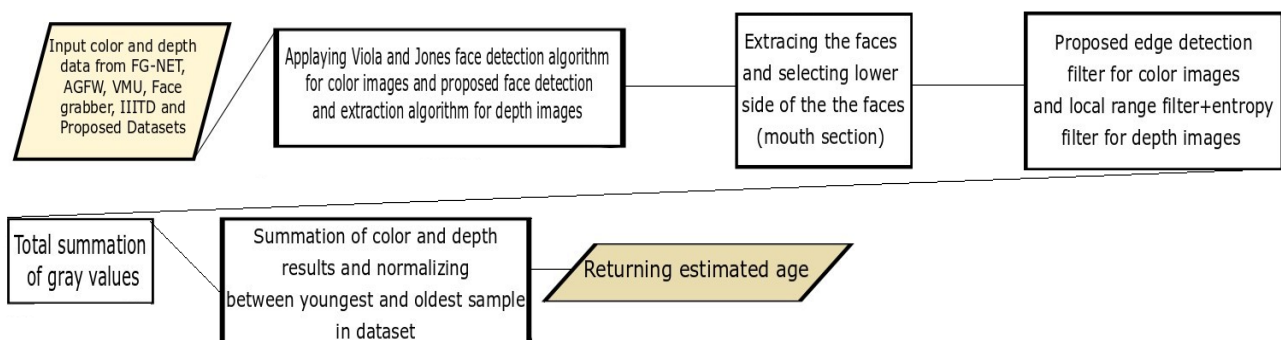 Input color and depth
data from FG-NET,
AGFW, VMU, Face
grabber, IIITD and
Proposed Datasets
Applaying Viola and Jones face detection algorithm
for color images and proposed face detection
and extraction algorithm for depth images
Extracing the faces
and selecting lower
side of the the faces
(mouth section)
Proposed edge detection
filter for color images
and local range filter+entropy
filter for depth images
Total summation
of gray values
Summation of color and depth
results and normalizing
between youngest and oldest sample
in dataset
Returning estimated age